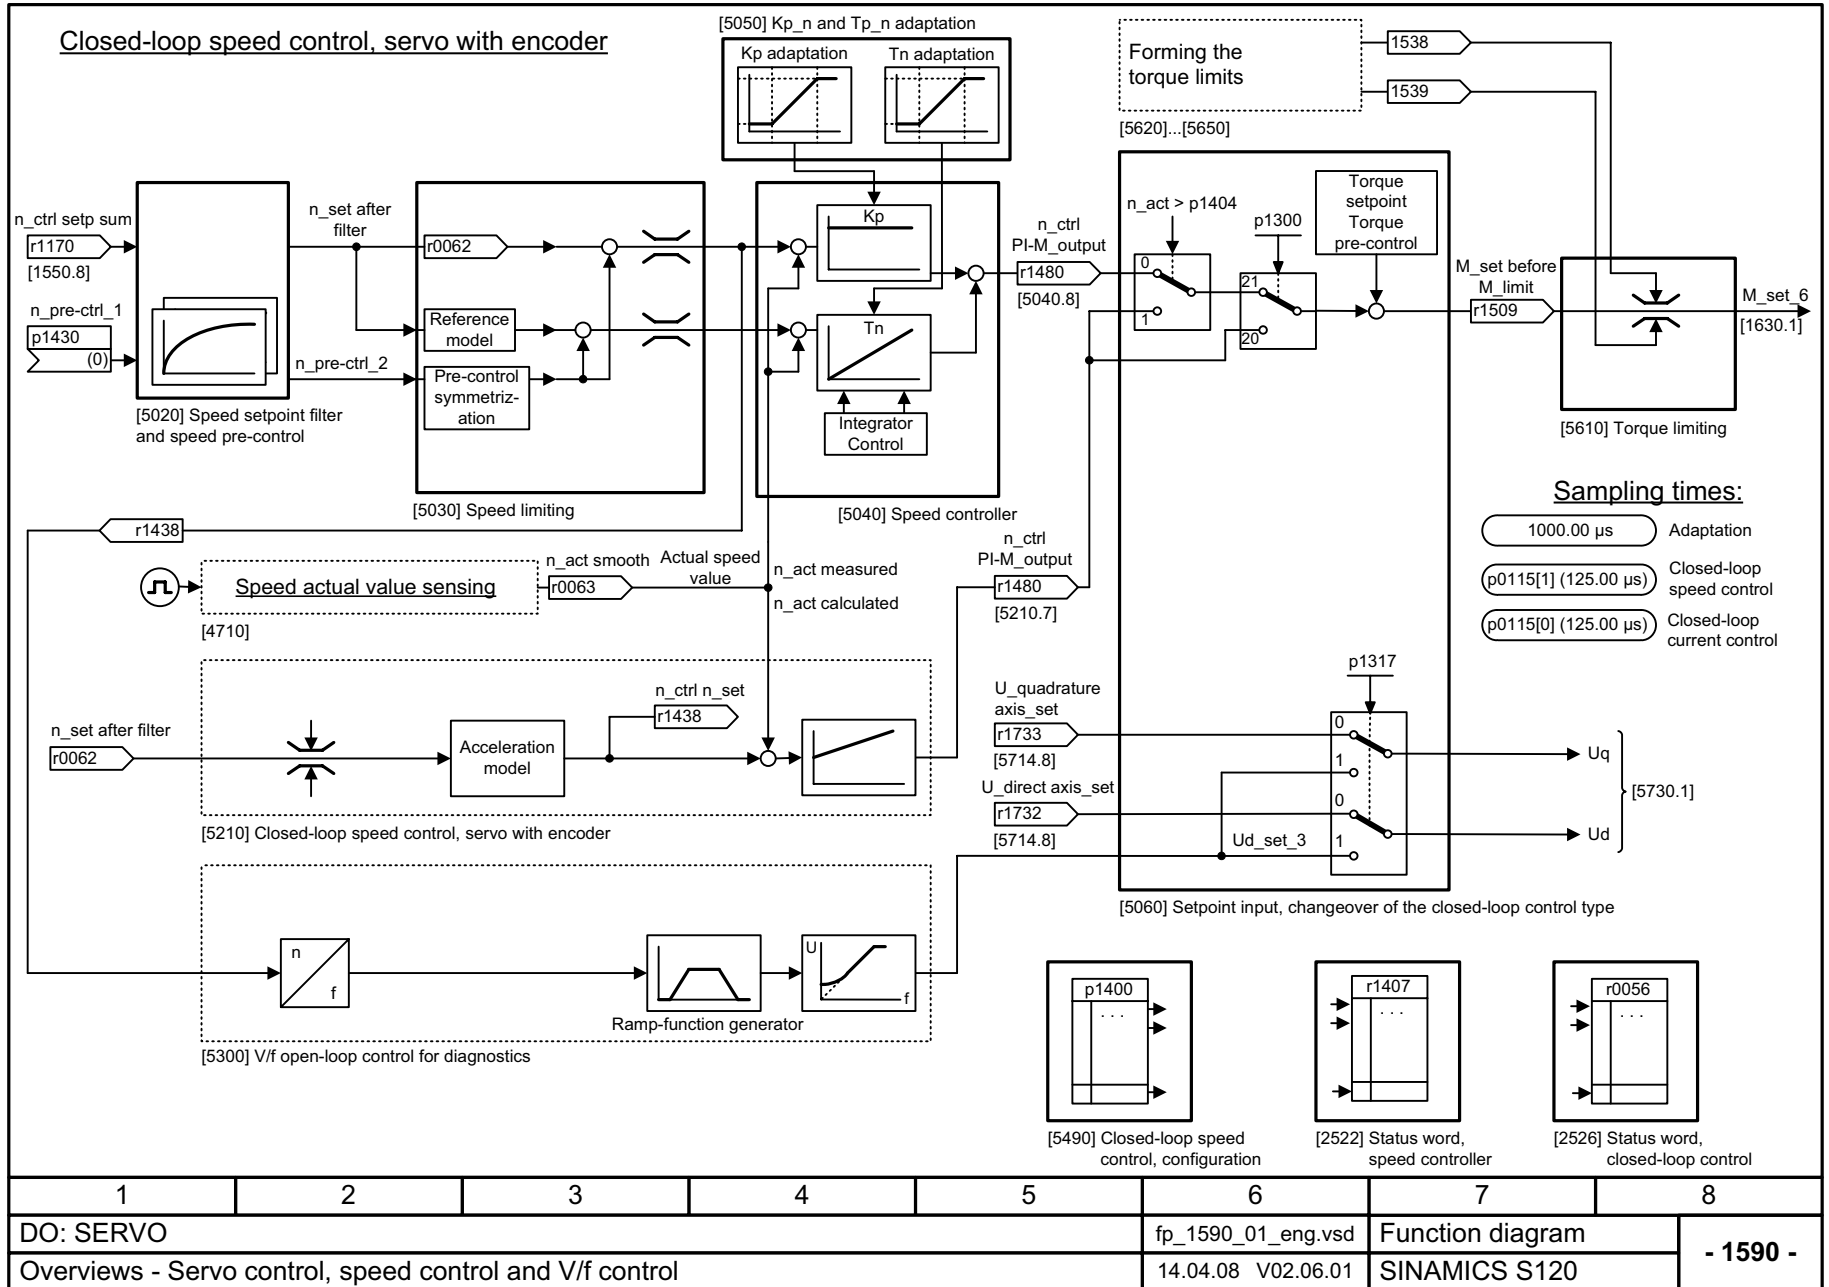 Closed-loop speed control, servo with encoder
[5050] Kp_n and Tp_n adaptation
Kp adaptation
Tn adaptation
Forming the
torque limits
1538
1539
[5620]...[5650]
n_ctrl setp sum
r1170
[1550.8]
n_pre-ctrl_1
p1430
(0)
[5020] Speed setpoint filter
and speed pre-control
n_set after
filter
n_pre-ctrl_2
r0062
Reference
model
Pre-control
symmetriz-
ation
[5030] Speed limiting
Kp
Tn
Integrator
Control
[5040] Speed controller
n_ctrl
PI-M_output
r1480
[5040.8]
n_act > p1404
0
1
p1300
21
20
Torque
setpoint
Torque
pre-control
M_set before
M_limit
r1509
M_set_6
[1630.1]
[5610] Torque limiting
Sampling times:
1000.00 µs
Adaptation
p0115[1] (125.00 µs)
Closed-loop
speed control
p0115[0] (125.00 µs)
Closed-loop
current control
r1438
Speed actual value sensing
[4710]
n_act smooth
r0063
Actual speed
value
n_act measured
n_act calculated
n_ctrl
PI-M_output
r1480
[5210.7]
n_set after filter
r0062
Acceleration
model
n_ctrl n_set
r1438
[5210] Closed-loop speed control, servo with encoder
U_quadrature
axis_set
r1733
[5714.8]
U_direct axis_set
r1732
[5714.8]
Ud_set_3
p1317
0
1
0
1
Uq
Ud
[5730.1]
[5060] Setpoint input, changeover of the closed-loop control type
n
f
Ramp-function generator
U
f
[5300] V/f open-loop control for diagnostics
p1400
. . .
[5490] Closed-loop speed
control, configuration
r1407
. . .
[2522] Status word,
speed controller
r0056
. . .
[2526] Status word,
closed-loop control
1 2 3 4 5 6 7 8
DO: SERVO
fp_1590_01_eng.vsd
Function diagram
- 1590 -
Overviews - Servo control, speed control and V/f control
14.04.08 V02.06.01
SINAMICS S120